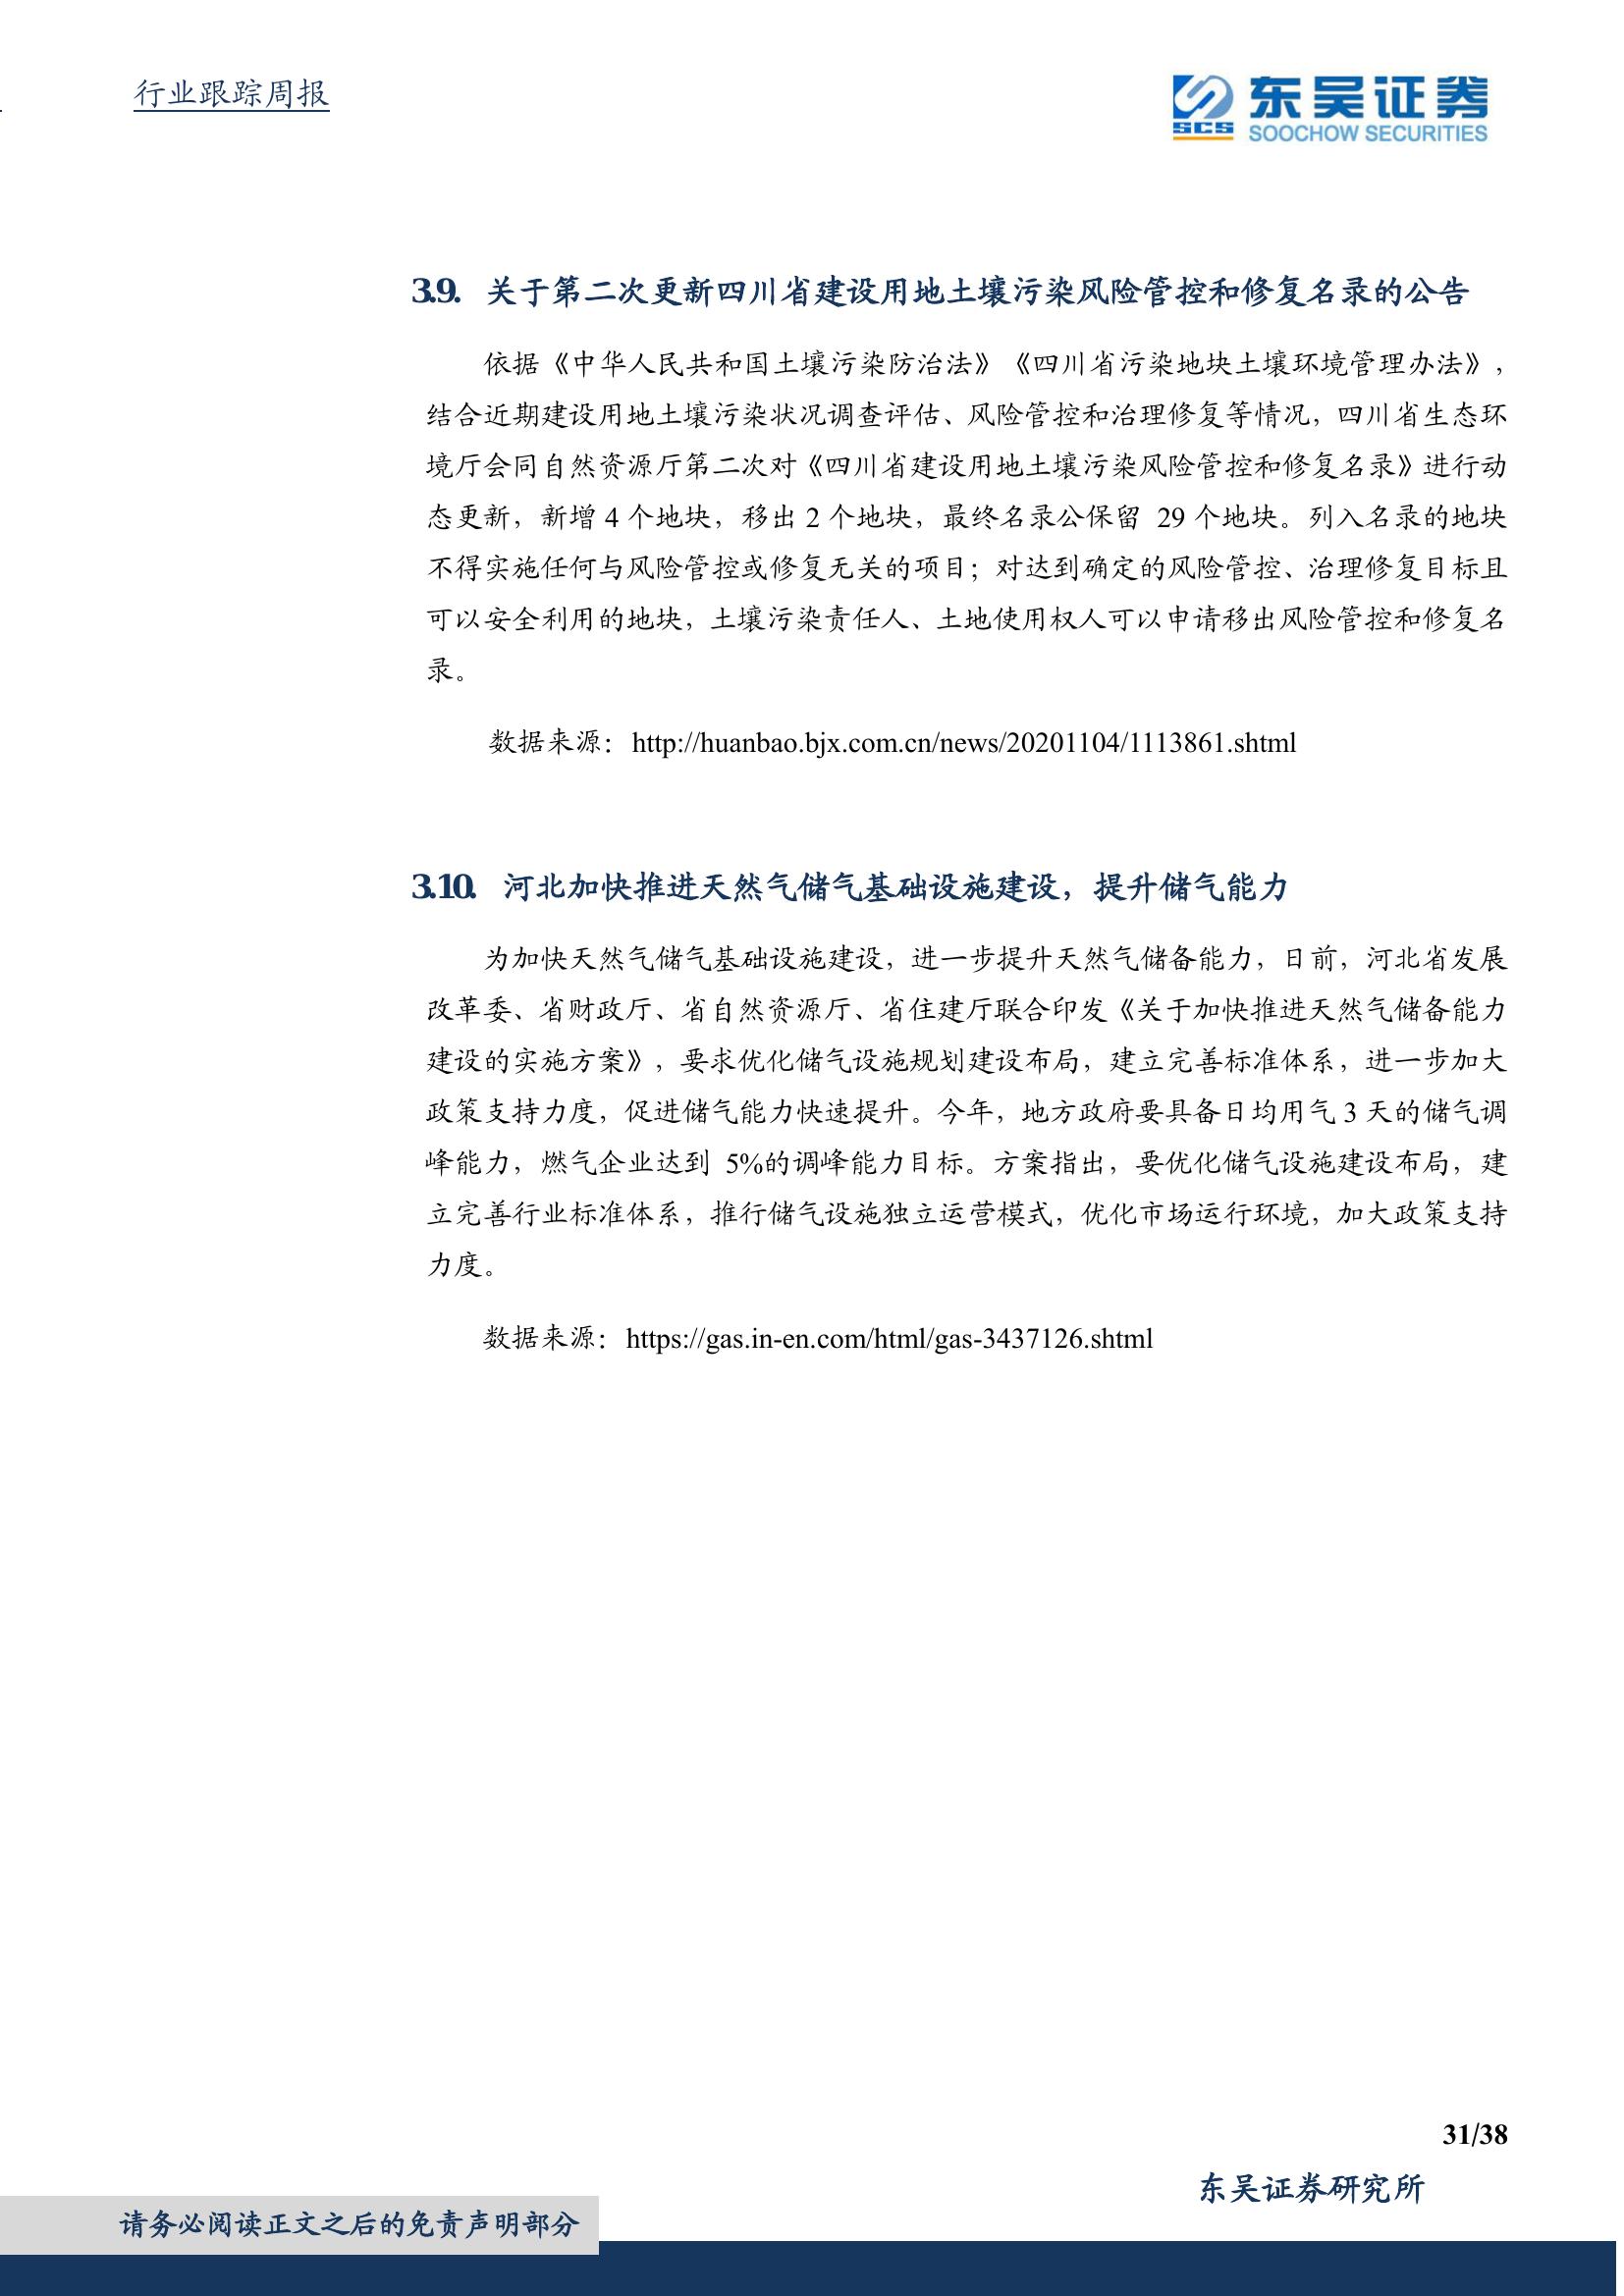 行业跟踪周报
SCS 东吴证券
SOOCHOW SECURITIES
3.9. 关于第二次更新四川省建设用地土壤污染风险管控和修复名录的公告
依据《中华人民共和国土壤污染防治法》《四川省污染地块土壤环境管理办法》，
结合近期建设用地土壤污染状况调查评估、风险管控和治理修复等情况，四川省生态环
境厅会同自然资源厅第二次对《四川省建设用地土壤污染风险管控和修复名录》进行动
态更新，新增 4 个地块，移出 2 个地块，最终名录公保留 29 个地块。列入名录的地块
不得实施任何与风险管控或修复无关的项目；对达到确定的风险管控、治理修复目标且
可以安全利用的地块，土壤污染责任人、土地使用权人可以申请移出风险管控和修复名
录。
数据来源：http://huanbao.bjx.com.cn/news/20201104/1113861.shtml
3.10. 河北加快推进天然气储气基础设施建设，提升储气能力
为加快天然气储气基础设施建设，进一步提升天然气储备能力，日前，河北省发展
改革委、省财政厅、省自然资源厅、省住建厅联合印发《关于加快推进天然气储备能力
建设的实施方案》，要求优化储气设施规划建设布局，建立完善标准体系，进一步加大
政策支持力度，促进储气能力快速提升。今年，地方政府要具备日均用气 3 天的储气调
峰能力，燃气企业达到 5%的调峰能力目标。方案指出，要优化储气设施建设布局，建
立完善行业标准体系，推行储气设施独立运营模式，优化市场运行环境，加大政策支持
力度。
数据来源：https://gas.in-en.com/html/gas-3437126.shtml
31/38
东吴证券研究所
请务必阅读正文之后的免责声明部分